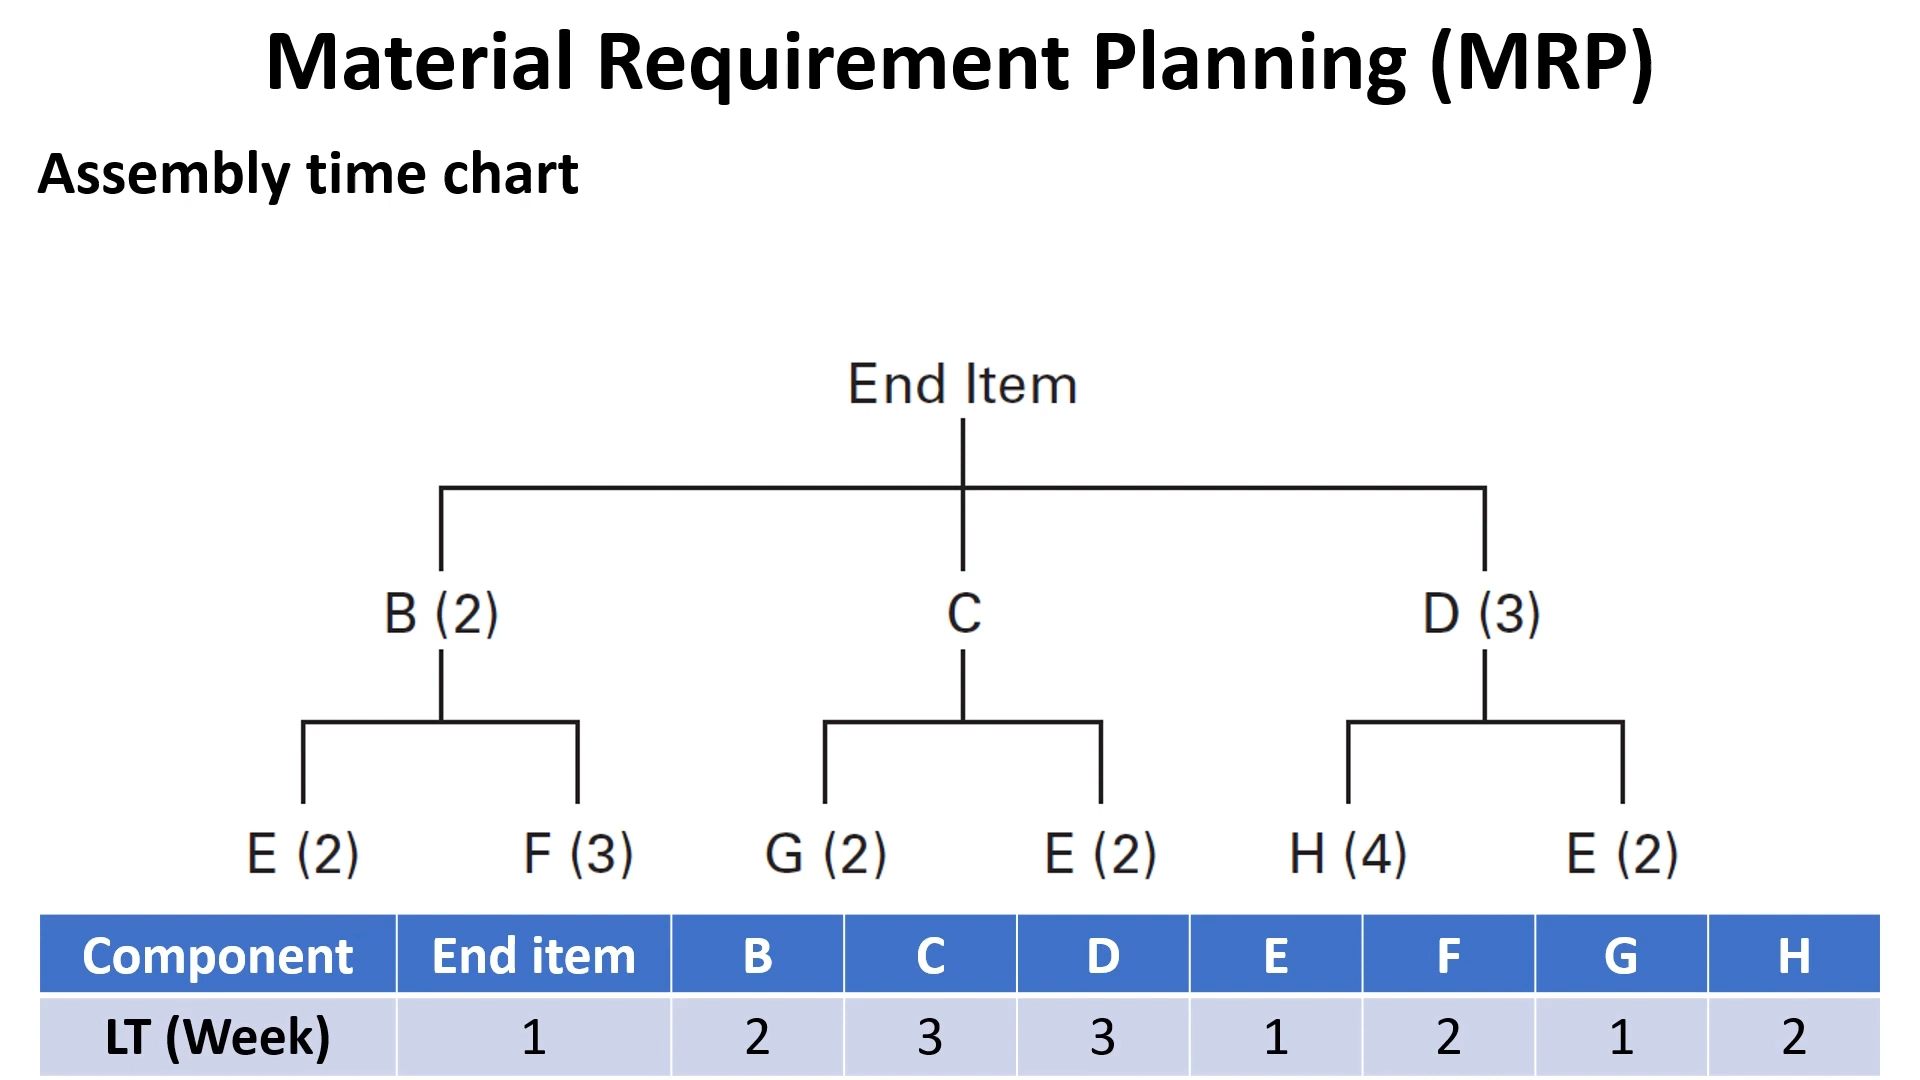 Material Requirement Planning (MRP)
Assembly time chart
End Item
B (2) C D (3)
E (2) F (3) G (2) E (2) H (4) E (2)
Component End item B C D E F G H
LT (Week) 1 2 3 3 1 2 1 2